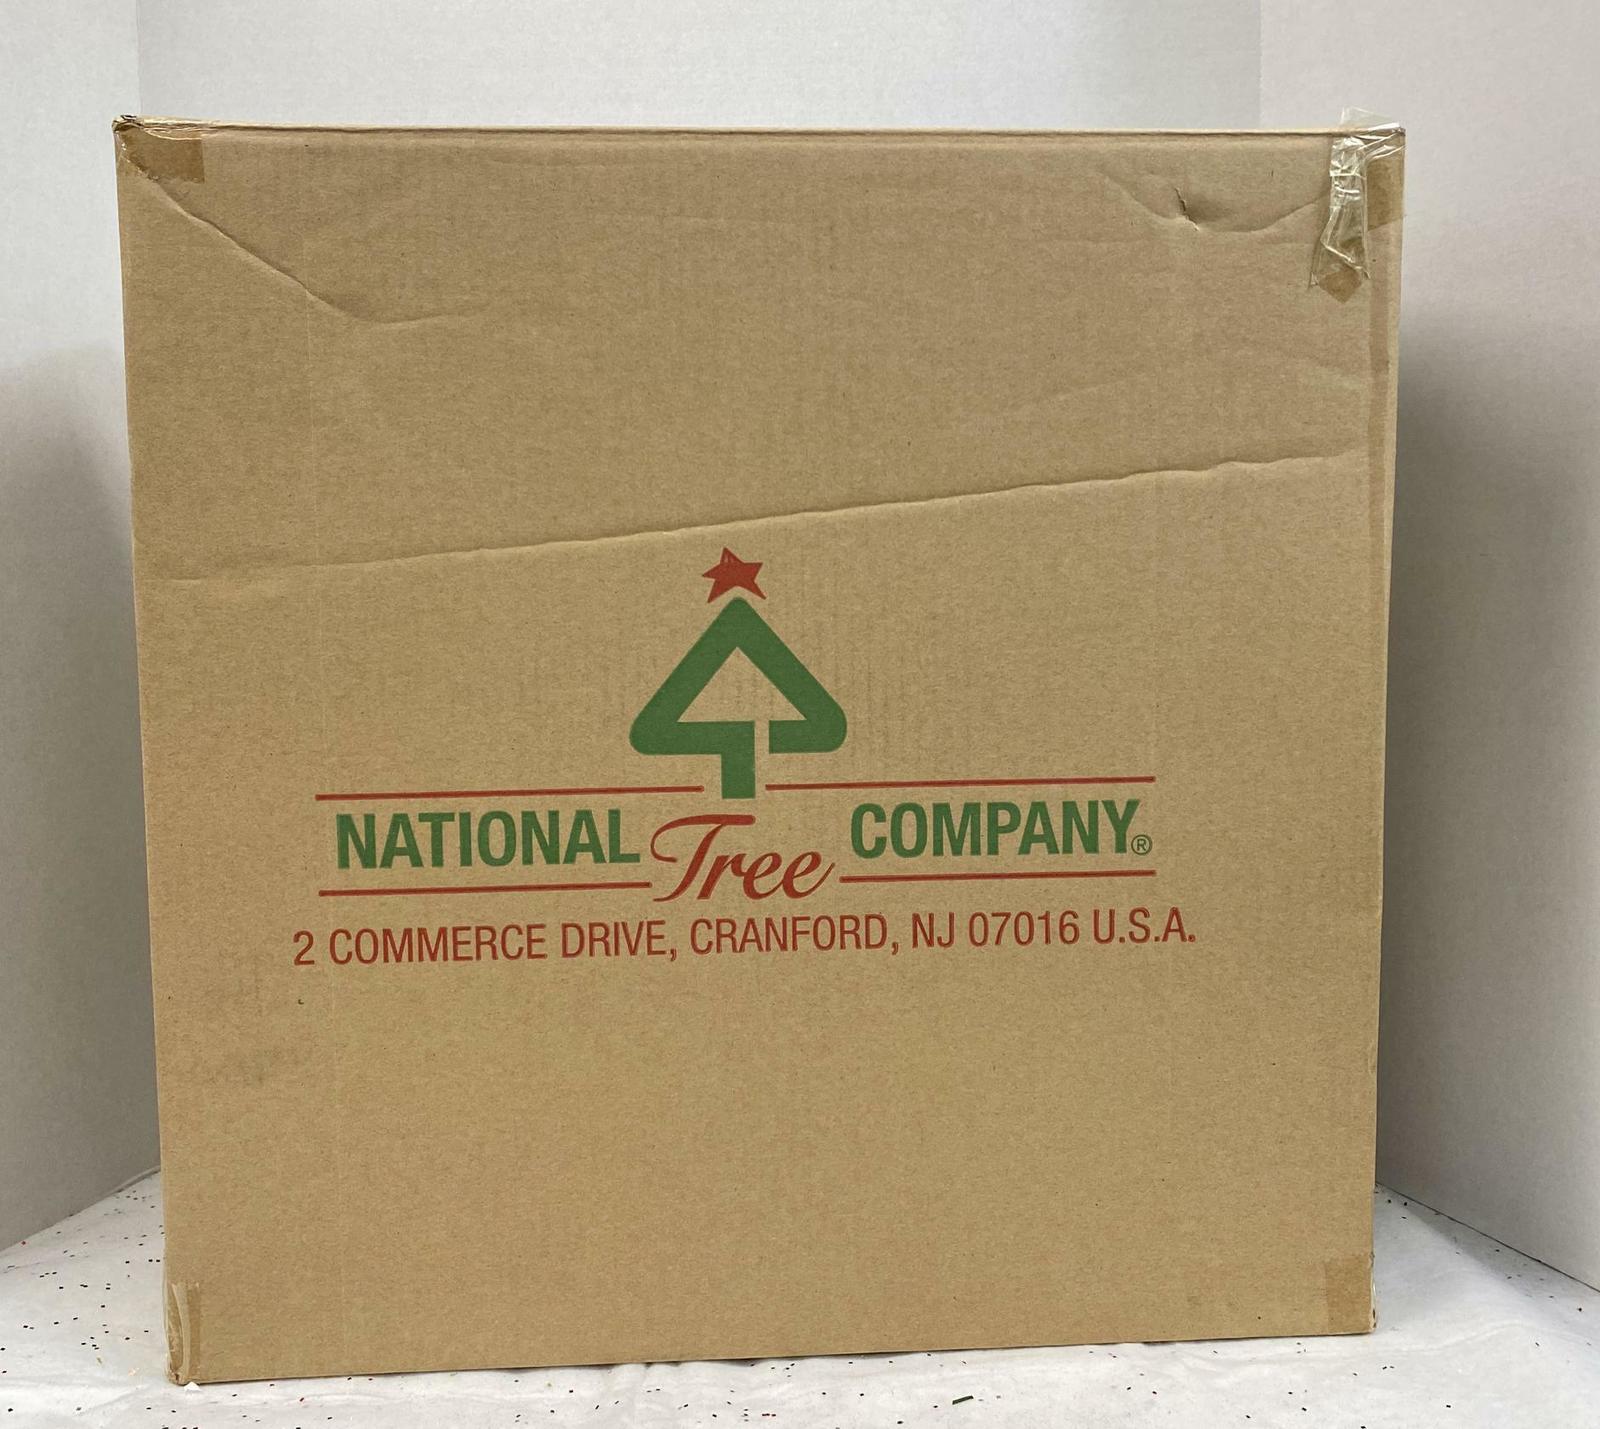 NATIONAL Tree COMPANY®
2 COMMERCE DRIVE, CRANFORD, NJ 07016 U.S.A.